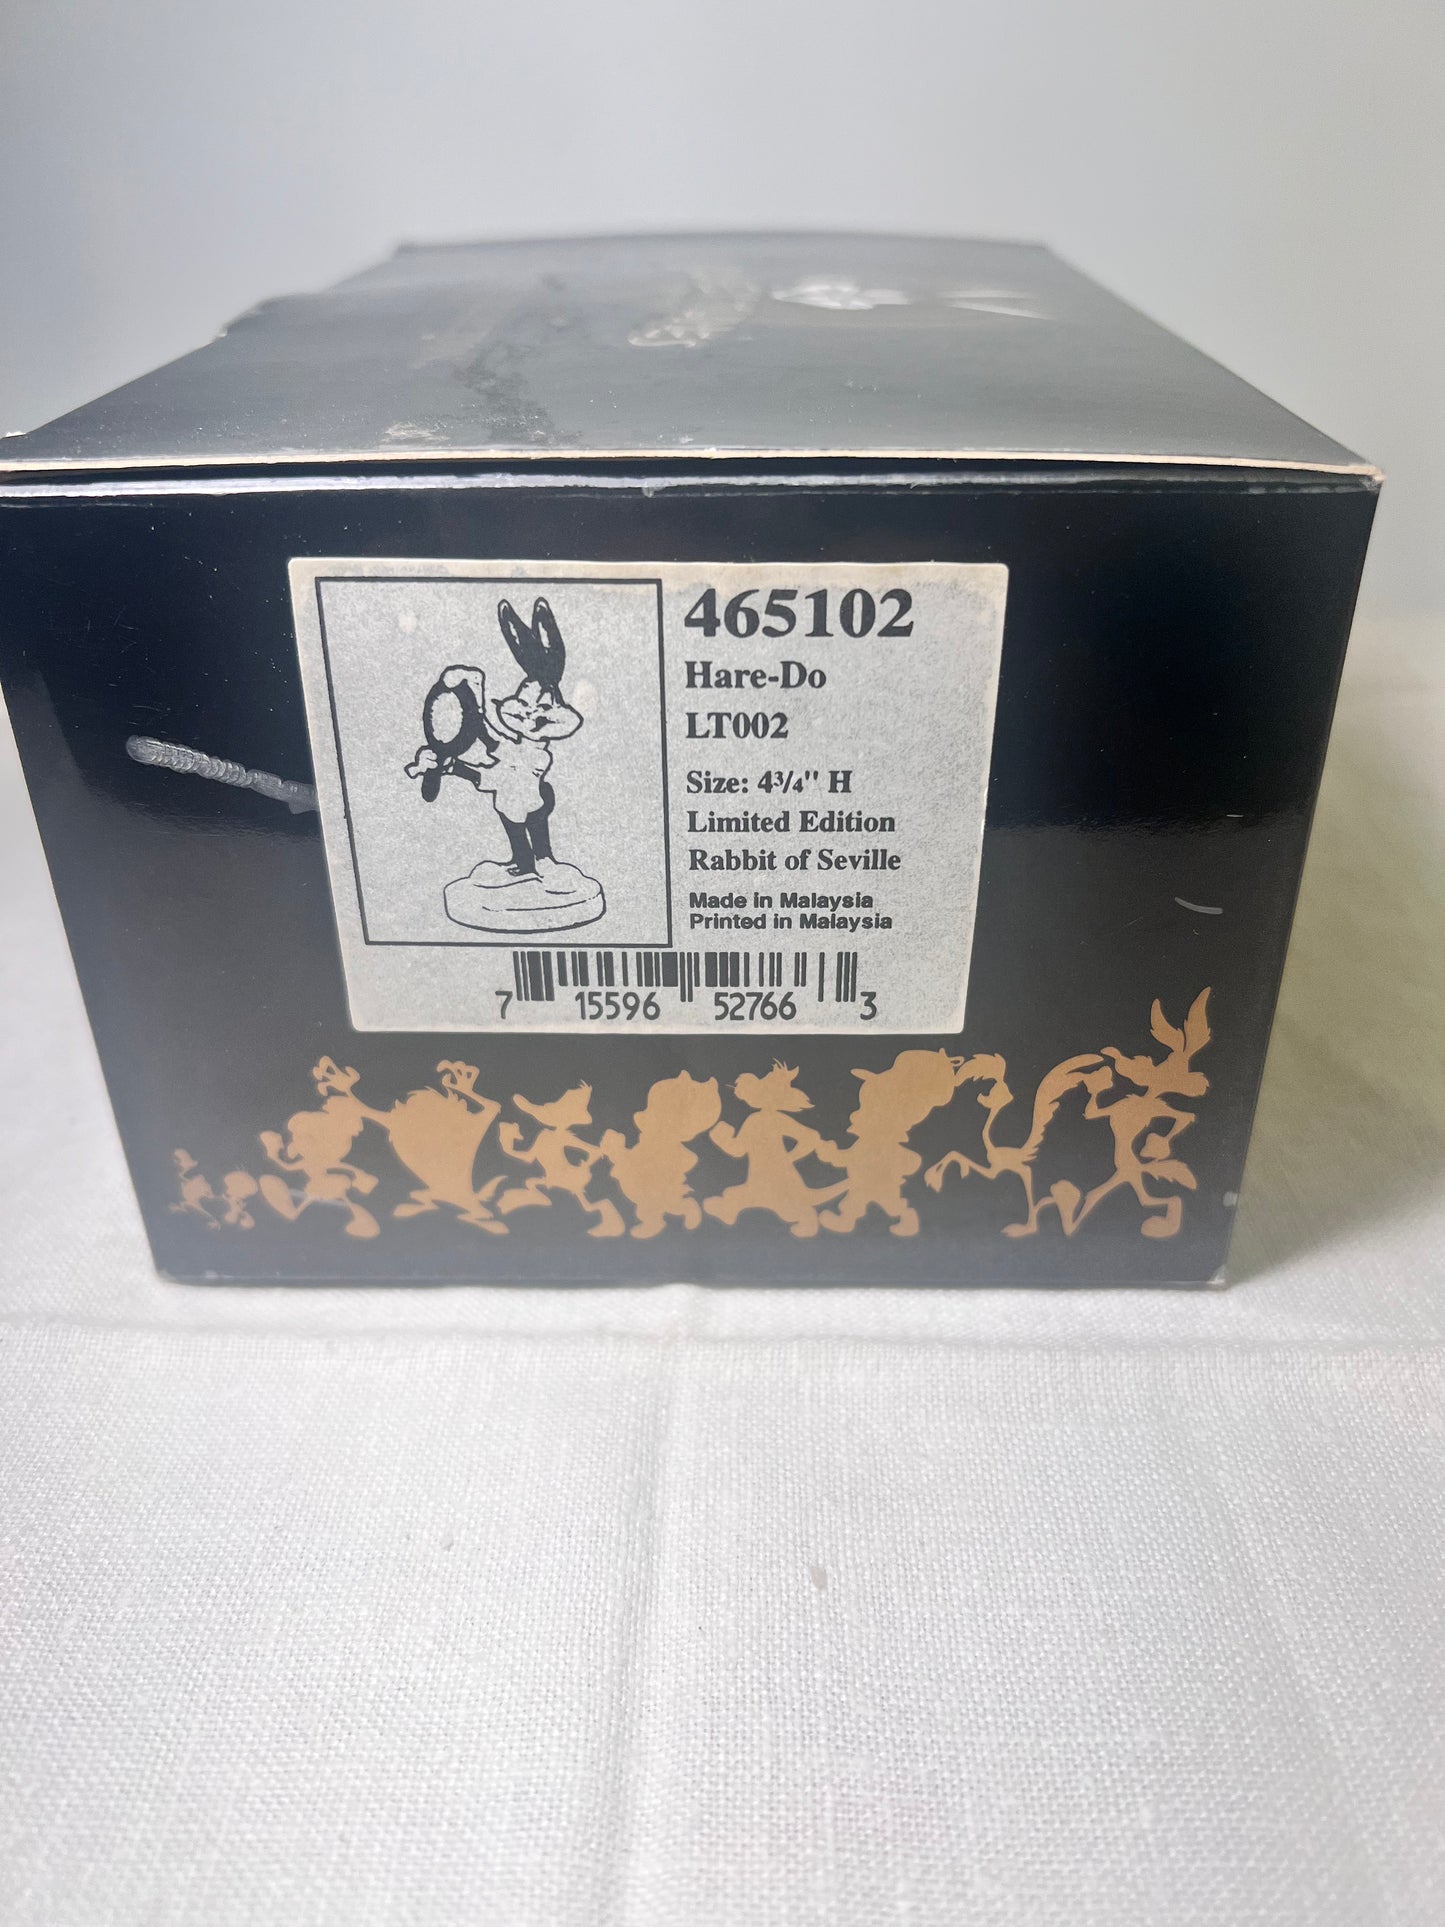 465102
Hare-Do
LT002
Size: 4¾" H
Limited Edition
Rabbit of Seville
Made in Malaysia
Printed in Malaysia
7 15596 52766 3